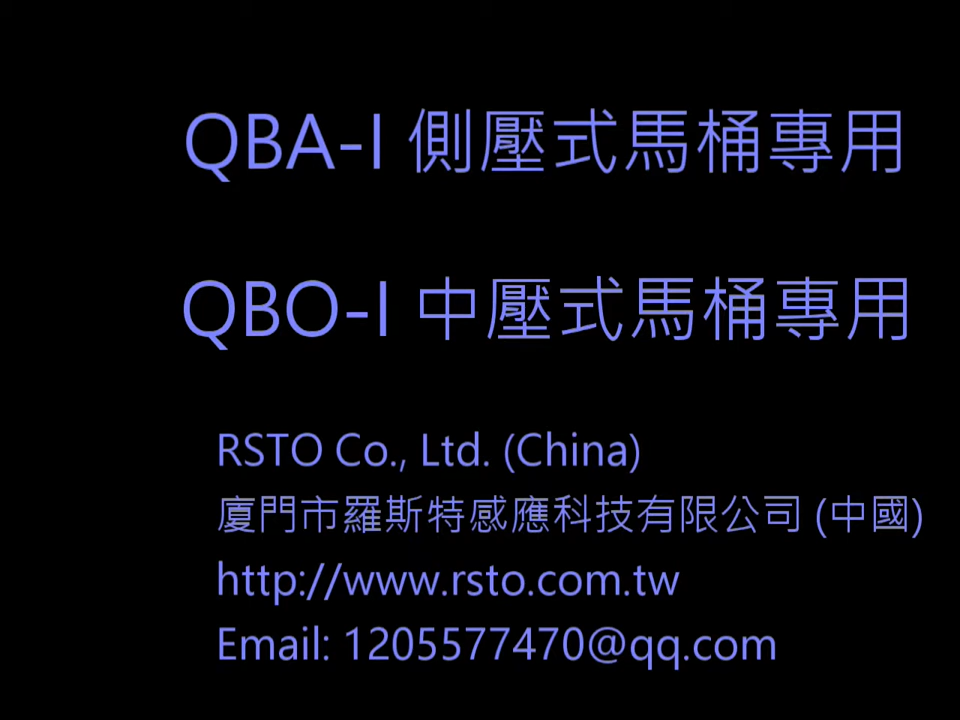 QBA-I 側壓式馬桶專用
QBO-I 中壓式馬桶專用
RSTO Co., Ltd. (China)
廈門市羅斯特感應科技有限公司 (中國)
http://www.rsto.com.tw
Email: 1205577470@qq.com